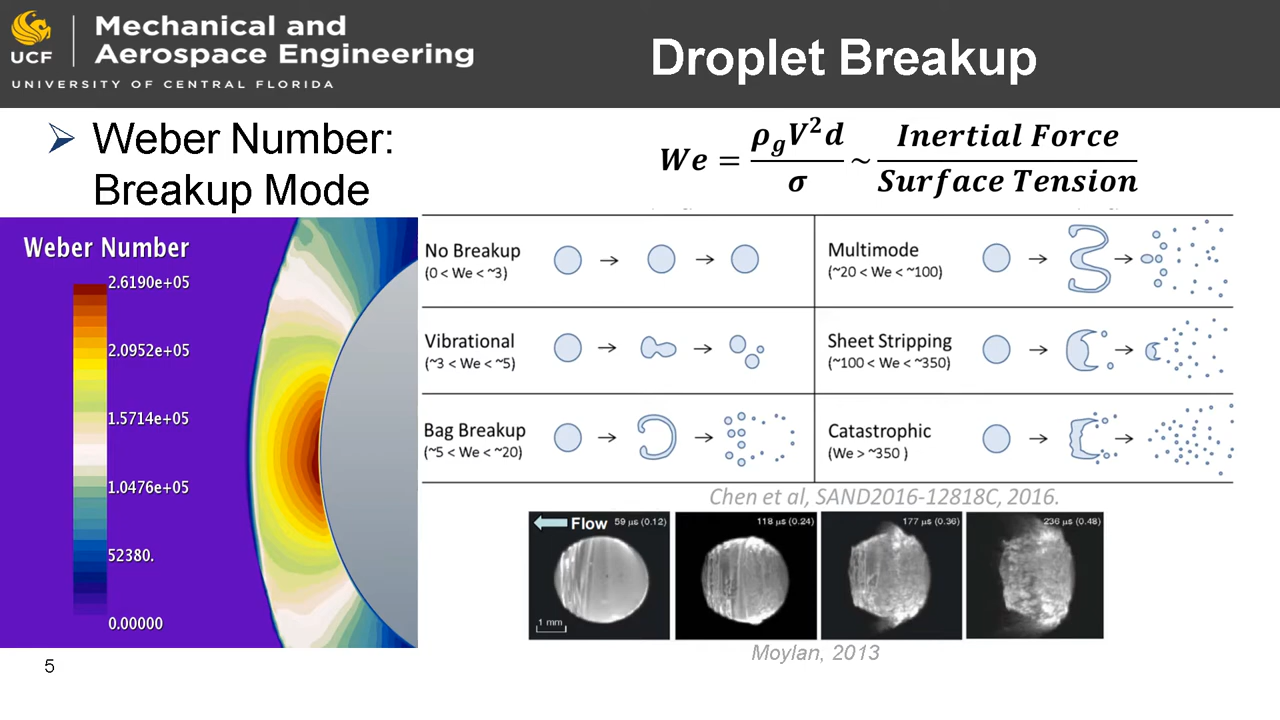 UCF
Mechanical and
Aerospace Engineering
UNIVERSITY OF CENTRAL FLORIDA
Droplet Breakup
➢ Weber Number:
Breakup Mode
We = ρ_g V² d / σ ~ Inertial Force / Surface Tension
Weber Number
2.6190e+05
2.0952e+05
1.5714e+05
1.0476e+05
52380.
0.00000
No Breakup
(0 < We < ~3)
Vibrational
(~3 < We < ~5)
Bag Breakup
(~5 < We < ~20)
Multimode
(~20 < We < ~100)
Sheet Stripping
(~100 < We < ~350)
Catastrophic
(We > ~350 )
Chen et al, SAND2016-12818C, 2016.
Flow
59 µs (0.12)
1 mm
118 µs (0.24)
177 µs (0.36)
236 µs (0.48)
Moylan, 2013
5